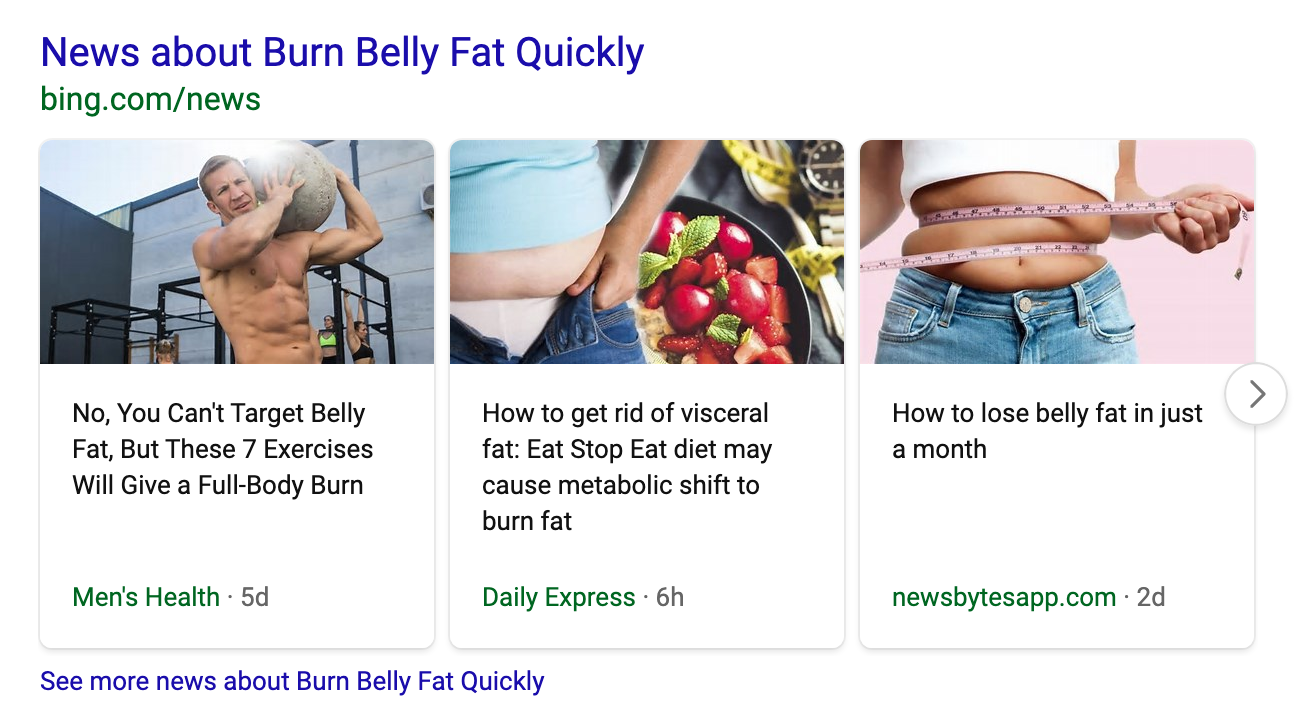 News about Burn Belly Fat Quickly
bing.com/news
No, You Can't Target Belly
Fat, But These 7 Exercises
Will Give a Full-Body Burn
Men's Health · 5d
How to get rid of visceral
fat: Eat Stop Eat diet may
cause metabolic shift to
burn fat
Daily Express · 6h
How to lose belly fat in just
a month
newsbytesapp.com · 2d
See more news about Burn Belly Fat Quickly